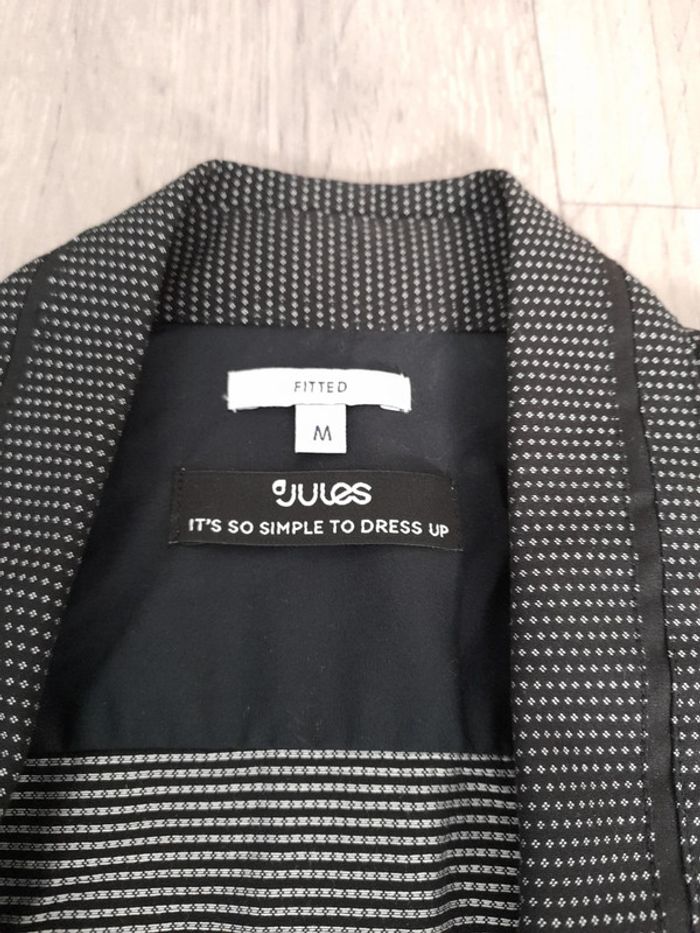 FITTED
M
Jules
IT'S SO SIMPLE TO DRESS UP